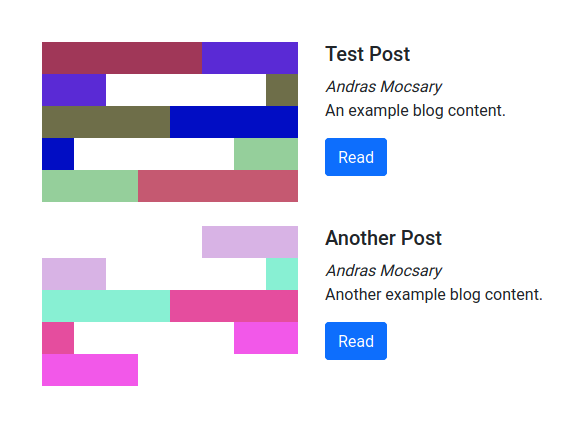 Test Post
Andras Mocsary
An example blog content.
Read
Another Post
Andras Mocsary
Another example blog content.
Read